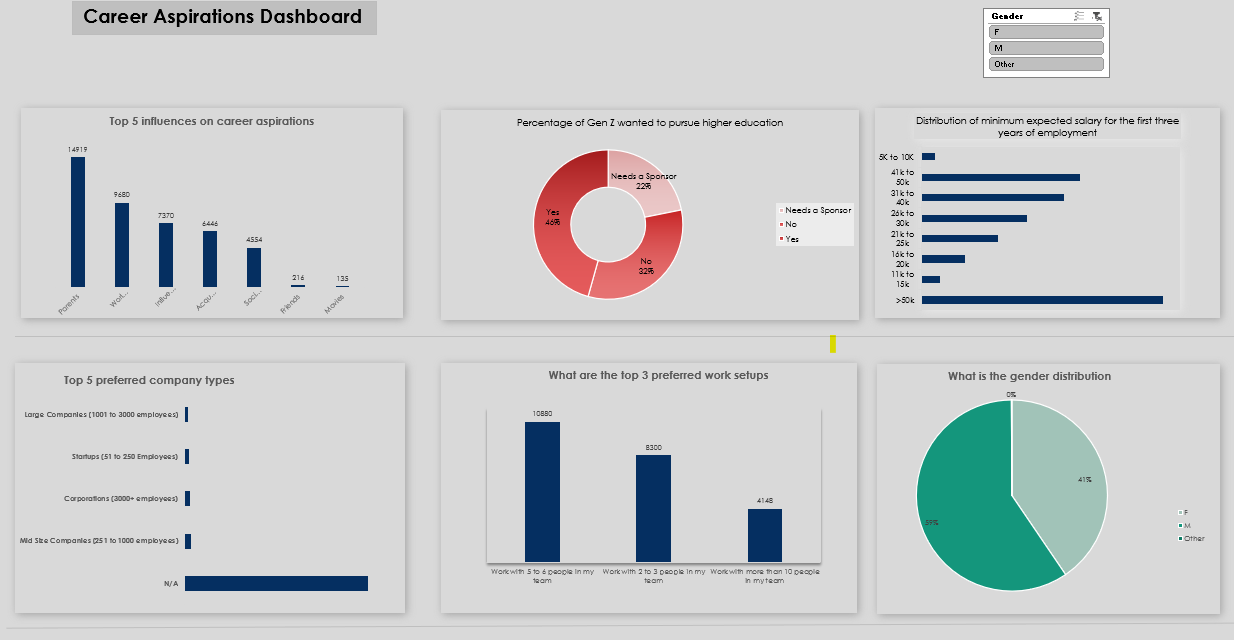 Career Aspirations Dashboard
Gender
F
M
Other
Top 5 influences on career aspirations
14919
9680
7370
6446
4554
216
135
Parents
Work...
Influe...
Acqu...
Soci...
Friends
Movies
Percentage of Gen Z wanted to pursue higher education
Needs a Sponsor
22%
Yes
46%
No
32%
Needs a Sponsor
No
Yes
Distribution of minimum expected salary for the first three
years of employment
5K to 10K
41k to
50k
31k to
40k
26k to
30k
21k to
25k
16k to
20k
11k to
15k
>50k
Top 5 preferred company types
Large Companies (1001 to 3000 employees)
Startups (51 to 250 Employees)
Corporations (3000+ employees)
Mid Size Companies (251 to 1000 employees)
N/A
What are the top 3 preferred work setups
10880
8300
4148
Work with 5 to 6 people in my
team
Work with 2 to 3 people in my
team
Work with more than 10 people
in my team
What is the gender distribution
0%
41%
59%
F
M
Other